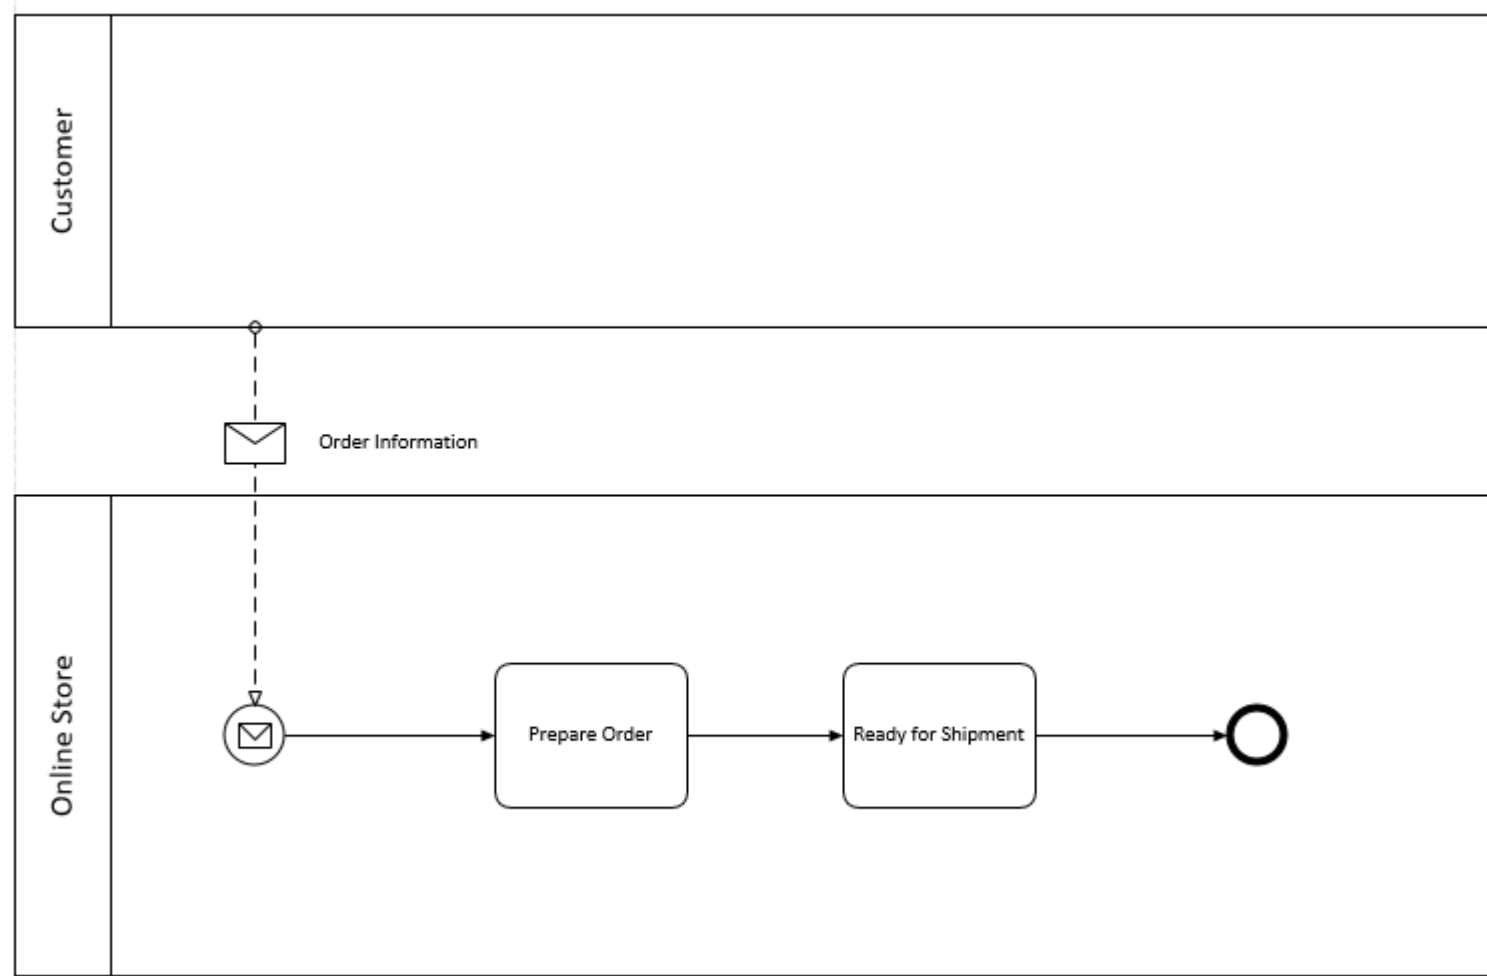 Customer
Order Information
Online Store
Prepare Order
Ready for Shipment